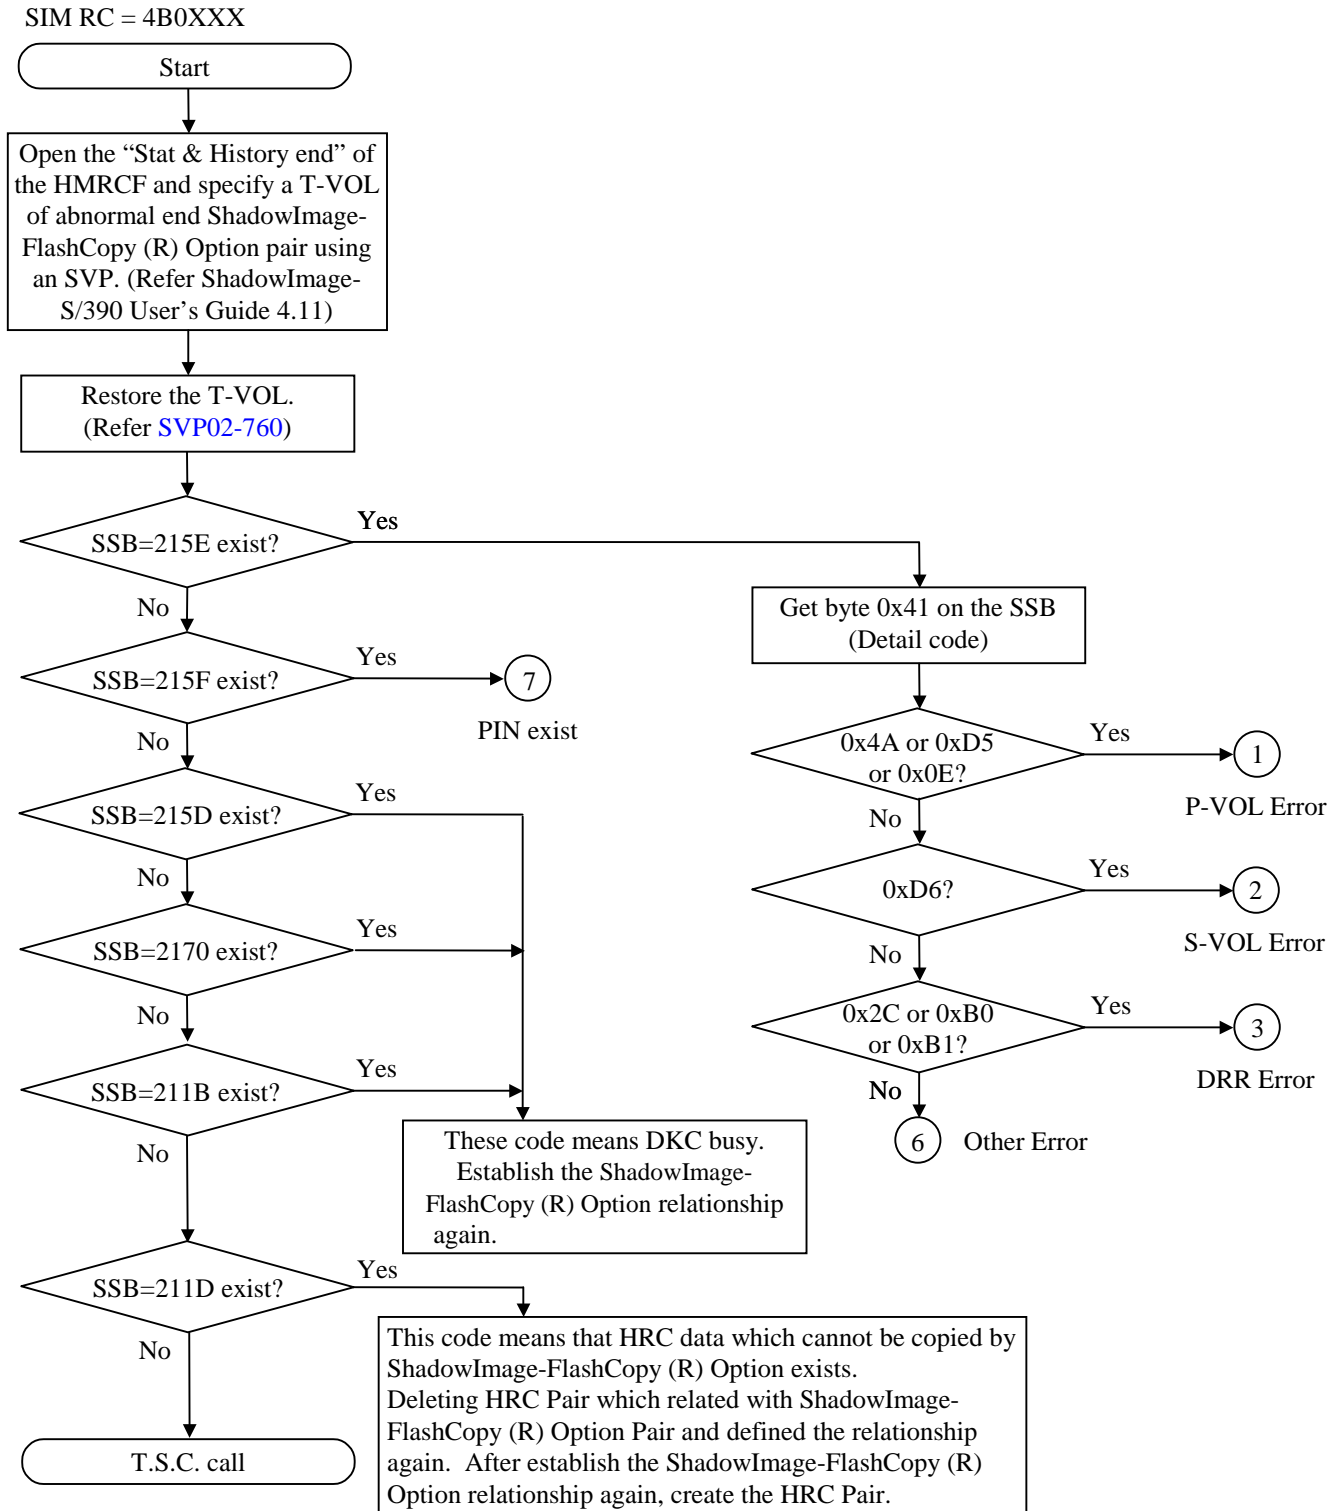 SIM RC = 4B0XXX
Start
Open the “Stat & History end” of
the HMRCF and specify a T-VOL
of abnormal end ShadowImage-
FlashCopy (R) Option pair using
an SVP. (Refer ShadowImage-
S/390 User’s Guide 4.11)
Restore the T-VOL.
(Refer SVP02-760)
SSB=215E exist?
Yes
No
SSB=215F exist?
Yes
7
PIN exist
No
SSB=215D exist?
Yes
No
SSB=2170 exist?
Yes
No
SSB=211B exist?
Yes
No
These code means DKC busy.
Establish the ShadowImage-
FlashCopy (R) Option relationship
again.
SSB=211D exist?
Yes
No
This code means that HRC data which cannot be copied by
ShadowImage-FlashCopy (R) Option exists.
Deleting HRC Pair which related with ShadowImage-
FlashCopy (R) Option Pair and defined the relationship
again. After establish the ShadowImage-FlashCopy (R)
Option relationship again, create the HRC Pair.
T.S.C. call
Get byte 0x41 on the SSB
(Detail code)
0x4A or 0xD5
or 0x0E?
Yes
1
P-VOL Error
No
0xD6?
Yes
2
S-VOL Error
No
0x2C or 0xB0
or 0xB1?
Yes
3
DRR Error
No
6
Other Error